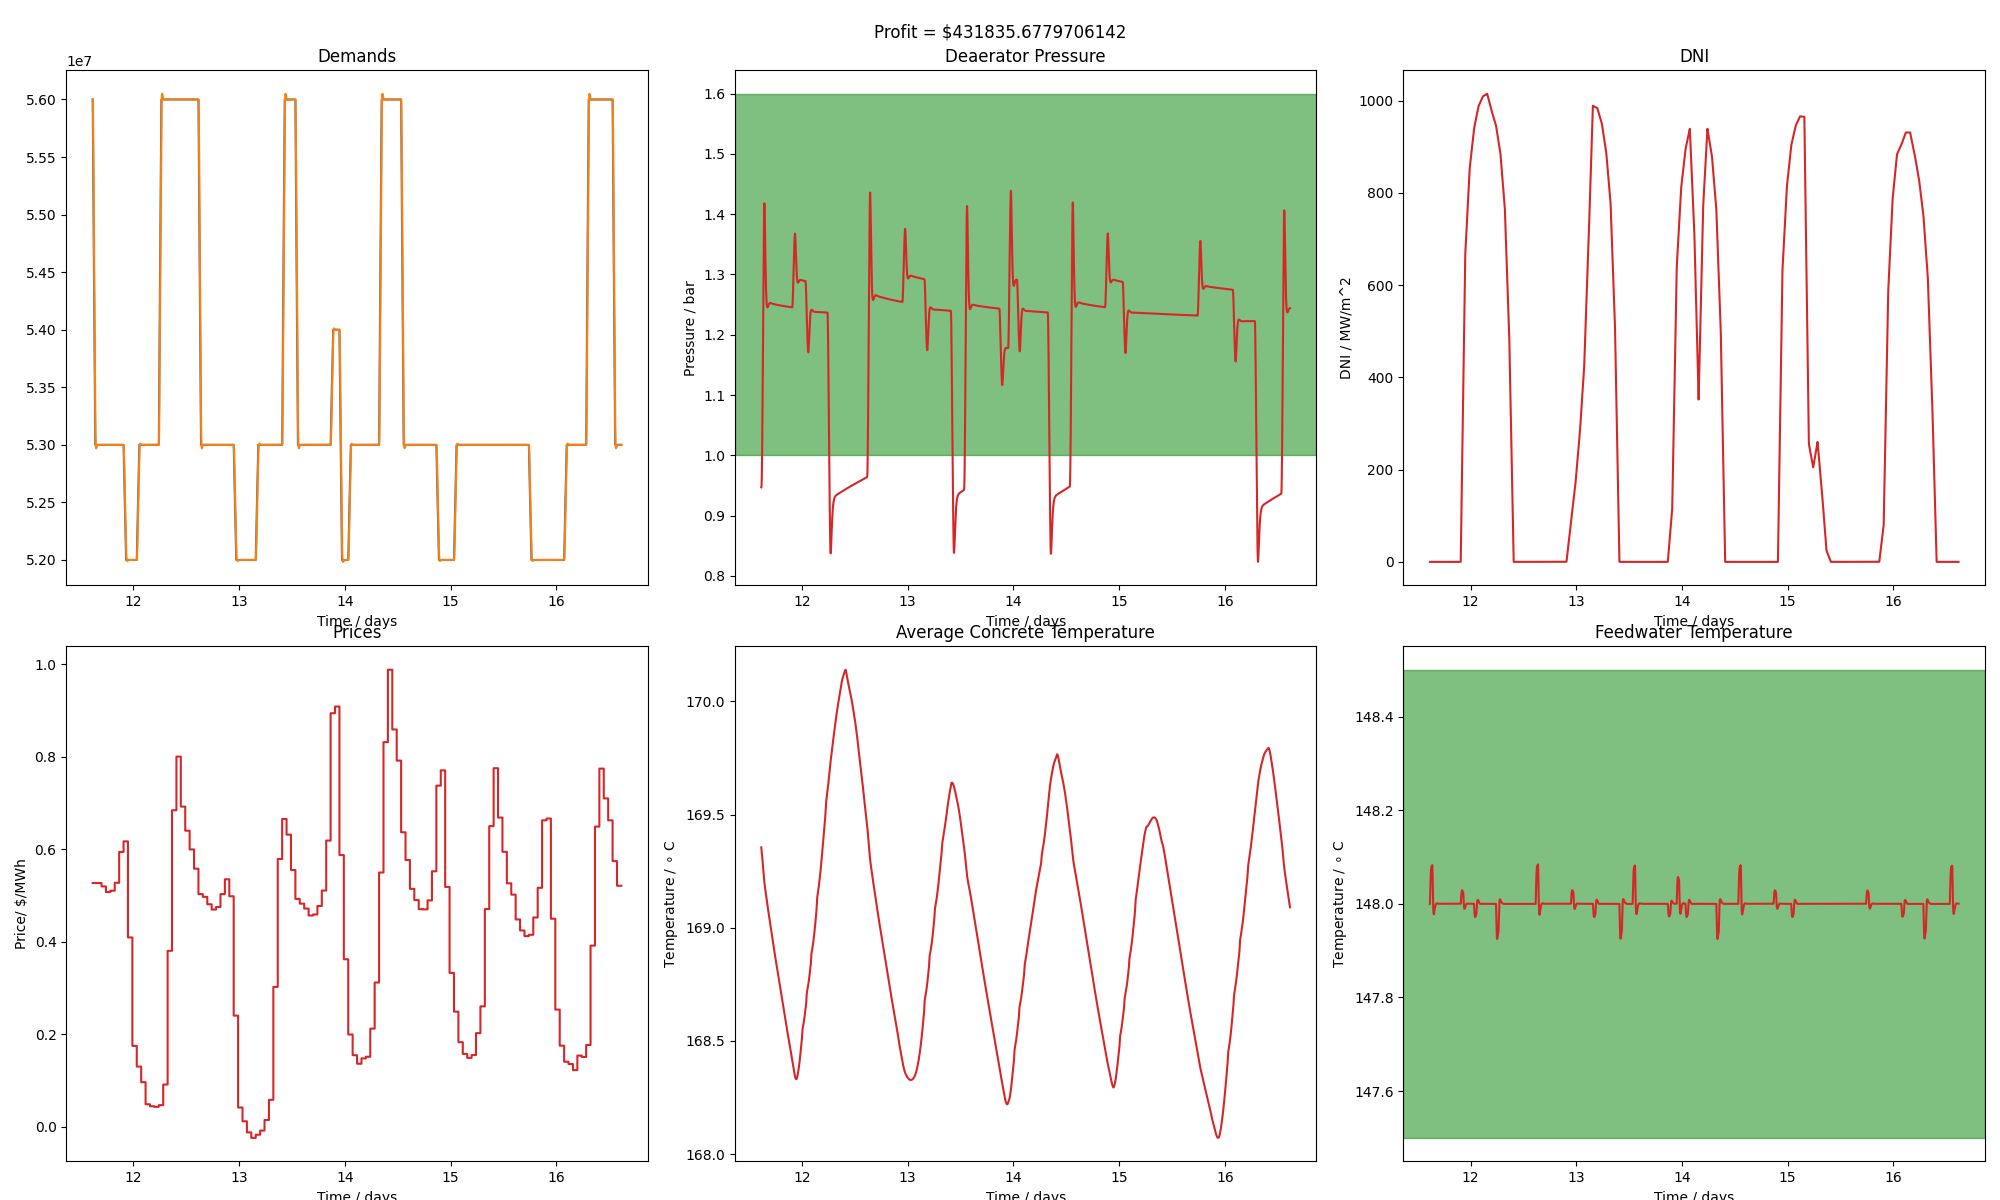 Profit = $431835.6779706142
Demands
1e7
5.60
5.55
5.50
5.45
5.40
5.35
5.30
5.25
5.20
12 13 14 15 16
Time / days
Deaerator Pressure
Pressure / bar
1.6
1.5
1.4
1.3
1.2
1.1
1.0
0.9
0.8
12 13 14 15 16
Time / days
DNI
DNI / MW/m^2
1000
800
600
400
200
0
12 13 14 15 16
Time / days
Prices
Price/ $/MWh
1.0
0.8
0.6
0.4
0.2
0.0
12 13 14 15 16
Time / days
Average Concrete Temperature
Temperature / ∘ C
170.0
169.5
169.0
168.5
168.0
12 13 14 15 16
Time / days
Feedwater Temperature
Temperature / ∘ C
148.4
148.2
148.0
147.8
147.6
12 13 14 15 16
Time / days